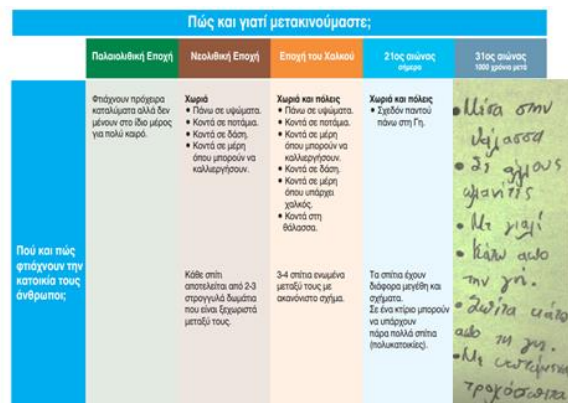 Πώς και γιατί μετακινούμαστε;
Παλαιολιθική Εποχή
Νεολιθική Εποχή
Εποχή του Χαλκού
21ος αιώνας
σήμερα
31ος αιώνας
1000 χρόνια μετά
Πού και πώς
φτιάχνουν την
κατοικία τους
άνθρωποι;
Φτιάχνουν πρόχειρα
καταλύματα αλλά δεν
μένουν στο ίδιο μέρος
για πολύ καιρό.
Χωριά
• Πάνω σε υψώματα.
• Κοντά σε ποτάμια.
• Κοντά σε δάση.
• Κοντά σε μέρη
όπου μπορούν να
καλλιεργήσουν.
Κάθε σπίτι
αποτελείται από 2-3
στρογγυλά δωμάτια
που είναι ξεχωριστά
μεταξύ τους.
Χωριά και πόλεις
• Πάνω σε υψώματα.
• Κοντά σε ποτάμια.
• Κοντά σε μέρη
όπου μπορούν να
καλλιεργήσουν.
• Κοντά σε δάση.
• Κοντά σε μέρη
όπου υπάρχει
χαλκός.
• Κοντά στη
θάλασσα.
3-4 σπίτια ενωμένα
μεταξύ τους με
ακανόνιστο σχήμα.
Χωριά και πόλεις
• Σχεδόν παντού
πάνω στη Γη.
Τα σπίτια έχουν
διάφορα μεγέθη και
σχήματα.
Σε ένα κτίριο μπορούν
να υπάρχουν
πάρα πολλά σπίτια
(πολυκατοικίες).
• Μέσα στην
θάλασσα
• Σε άλλους
πλανήτες
• Με γιαλί
• Κάτω απο
την γή.
• Σπίτια κάτω
απο τη γη.
• Με
τροχόσπιτα